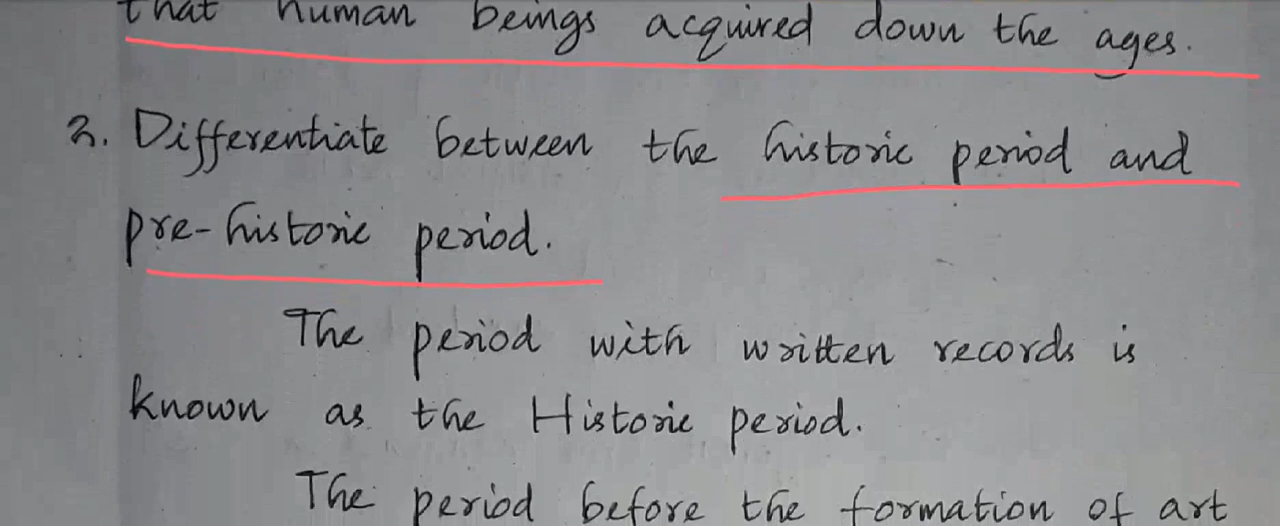 that human beings acquired down the ages.
2. Differentiate between the historic period and
pre-historic period.
The period with written records is
known as the Historic period.
The period before the formation of art